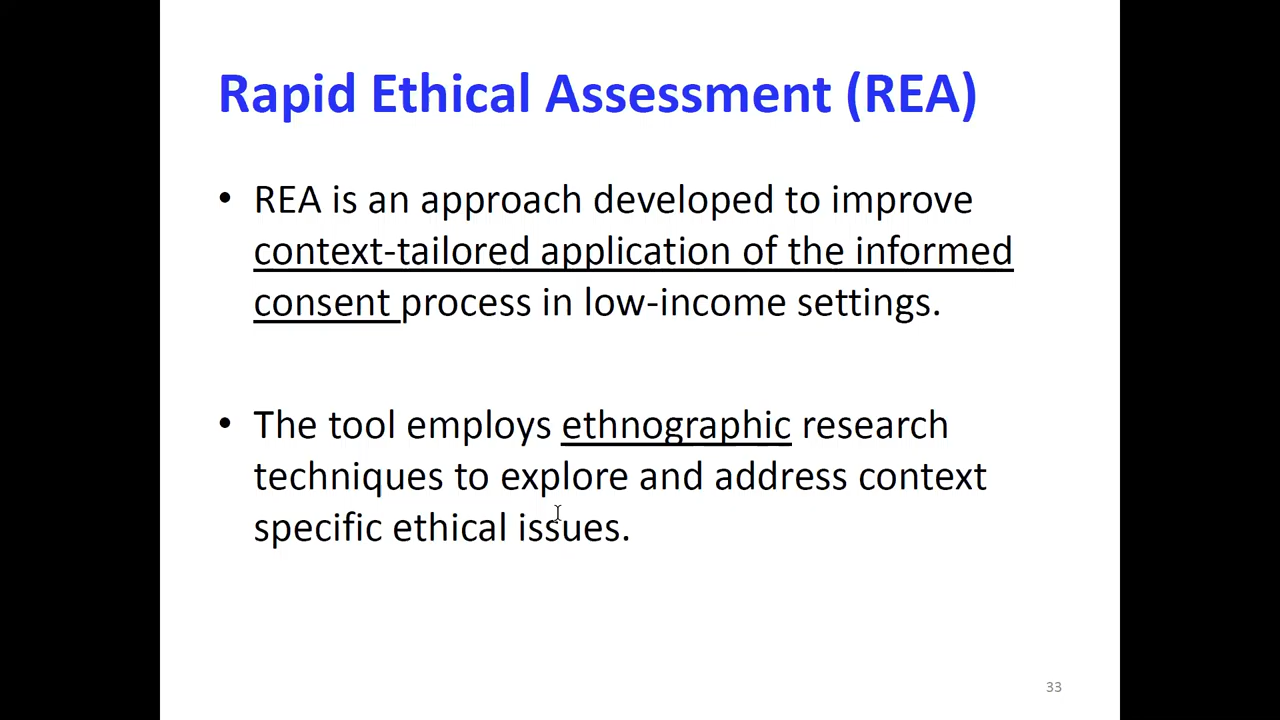 Rapid Ethical Assessment (REA)
• REA is an approach developed to improve
context-tailored application of the informed
consent process in low-income settings.
• The tool employs ethnographic research
techniques to explore and address context
specific ethical issues.
33